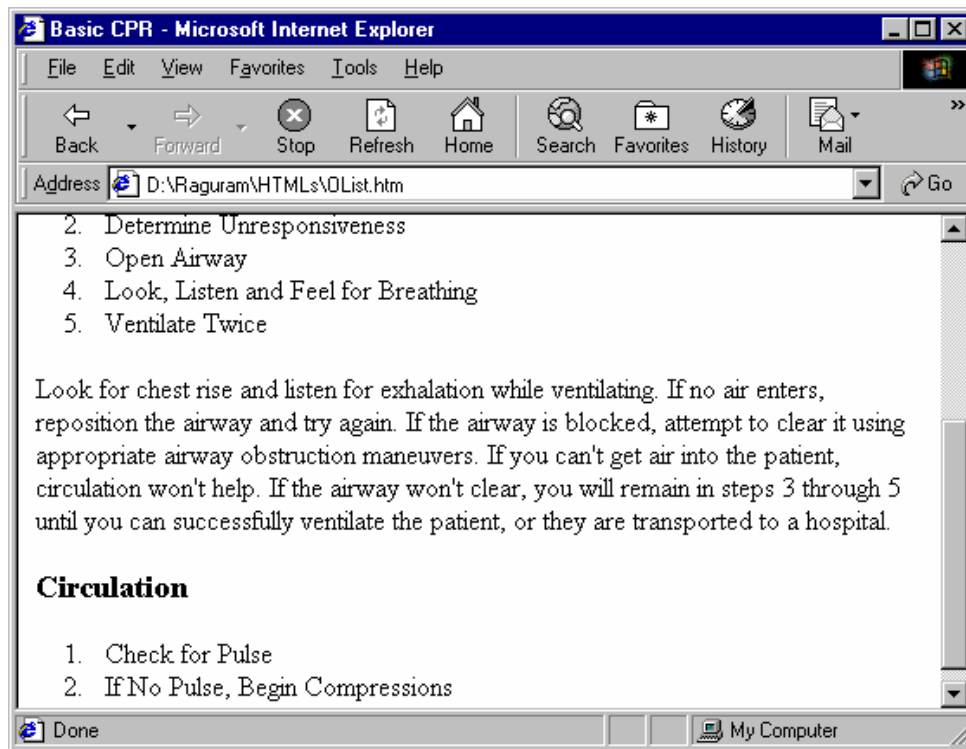 Basic CPR - Microsoft Internet Explorer
File Edit View Favorites Tools Help
Back Forward Stop Refresh Home Search Favorites History Mail »
Address D:\Raguram\HTMLs\OList.htm Go
2. Determine Unresponsiveness
3. Open Airway
4. Look, Listen and Feel for Breathing
5. Ventilate Twice
Look for chest rise and listen for exhalation while ventilating. If no air enters,
reposition the airway and try again. If the airway is blocked, attempt to clear it using
appropriate airway obstruction maneuvers. If you can't get air into the patient,
circulation won't help. If the airway won't clear, you will remain in steps 3 through 5
until you can successfully ventilate the patient, or they are transported to a hospital.
Circulation
1. Check for Pulse
2. If No Pulse, Begin Compressions
Done My Computer